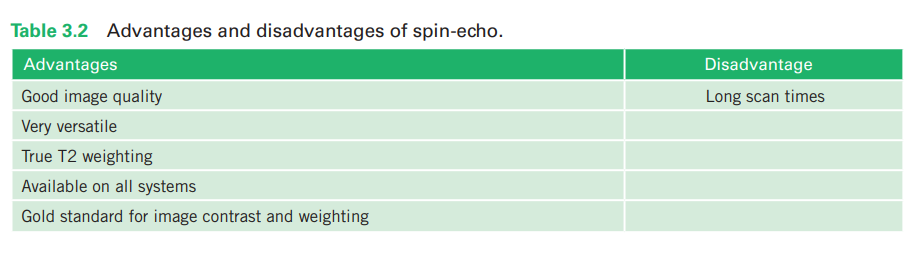 Table 3.2 Advantages and disadvantages of spin-echo.
Advantages Disadvantage
Good image quality Long scan times
Very versatile
True T2 weighting
Available on all systems
Gold standard for image contrast and weighting